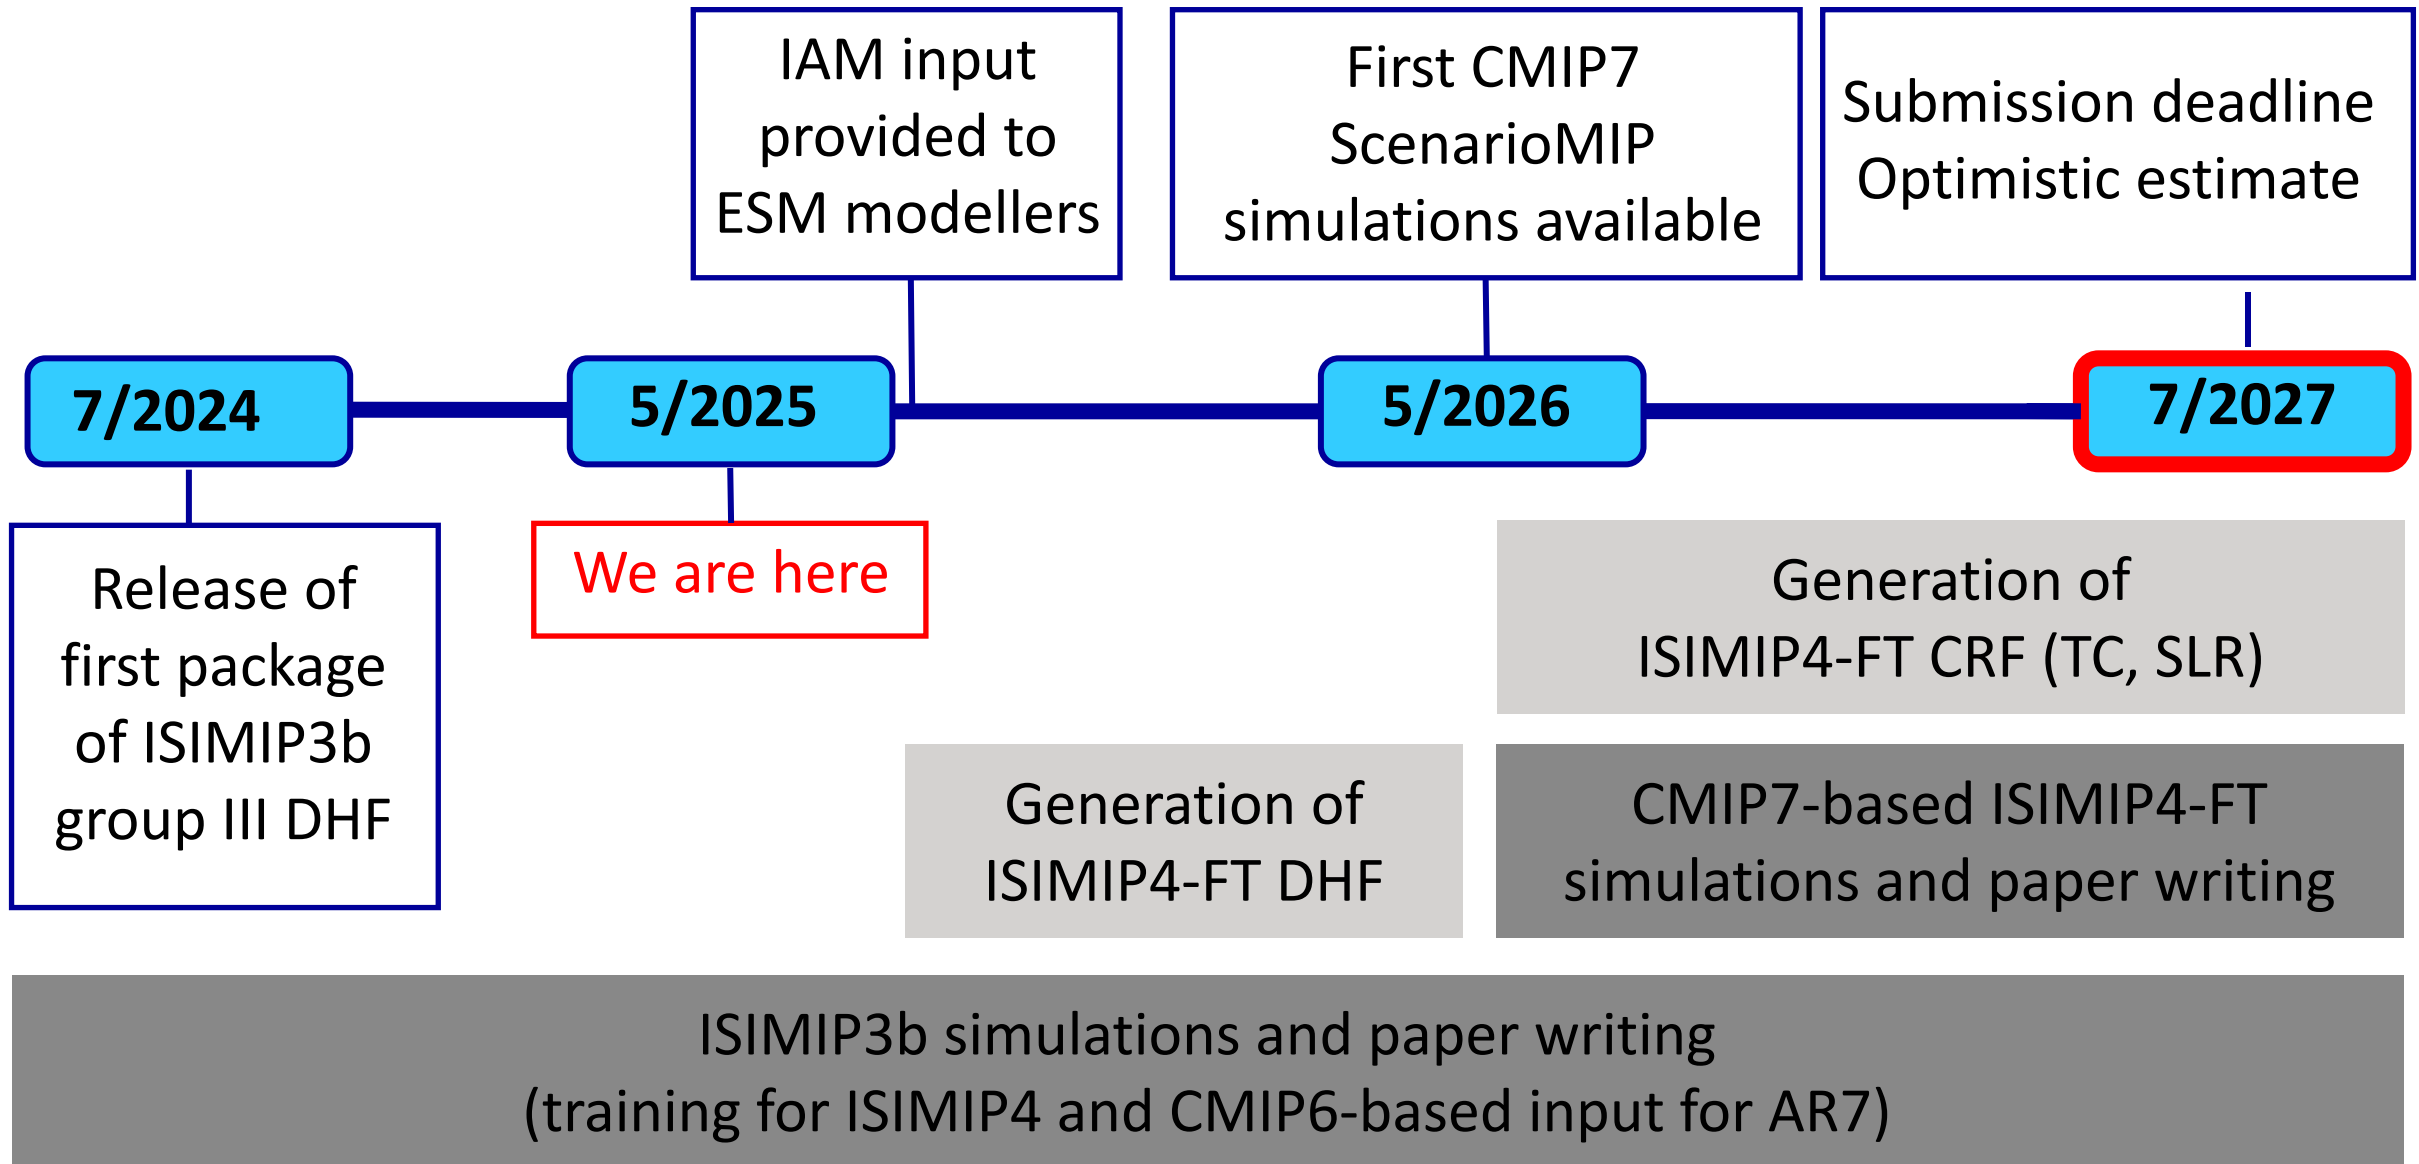 IAM input
provided to
ESM modellers
First CMIP7
ScenarioMIP
simulations available
Submission deadline
Optimistic estimate
7/2024
5/2025
5/2026
7/2027
Release of
first package
of ISIMIP3b
group III DHF
We are here
Generation of
ISIMIP4-FT CRF (TC, SLR)
Generation of
ISIMIP4-FT DHF
CMIP7-based ISIMIP4-FT
simulations and paper writing
ISIMIP3b simulations and paper writing
(training for ISIMIP4 and CMIP6-based input for AR7)